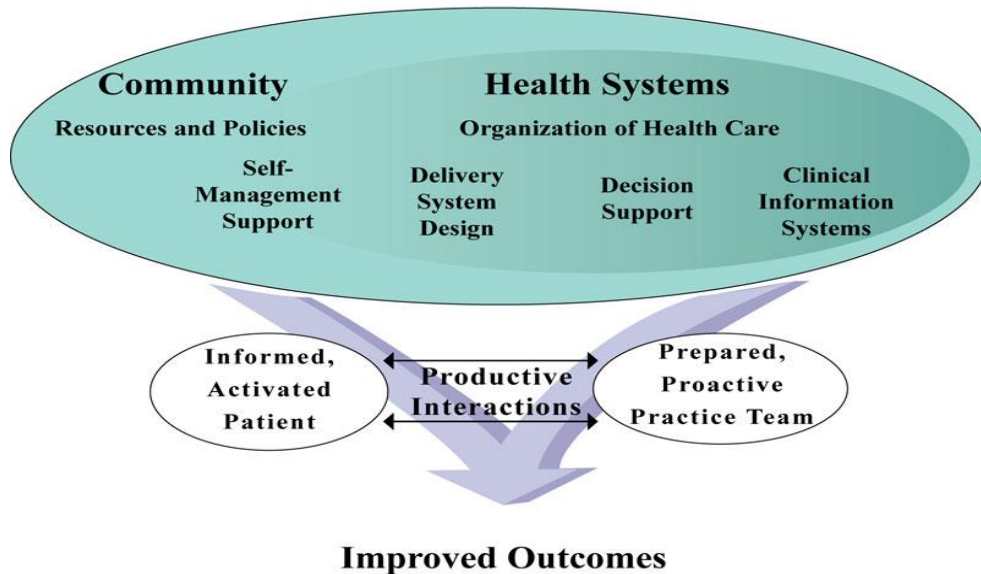 Community
Resources and Policies
Health Systems
Organization of Health Care
Self-
Management
Support
Delivery
System
Design
Decision
Support
Clinical
Information
Systems
Informed,
Activated
Patient
Productive
Interactions
Prepared,
Proactive
Practice Team
Improved Outcomes